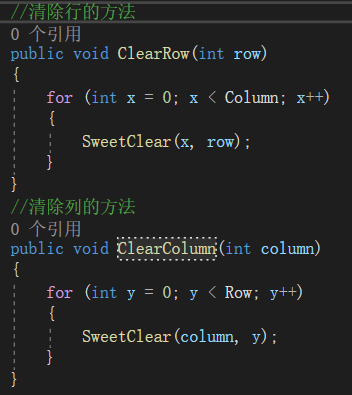 //清除行的方法
0 个引用
public void ClearRow(int row)
{
for (int x = 0; x < Column; x++)
{
SweetClear(x, row);
}
}
//清除列的方法
0 个引用
public void ClearColumn(int column)
{
for (int y = 0; y < Row; y++)
{
SweetClear(column, y);
}
}